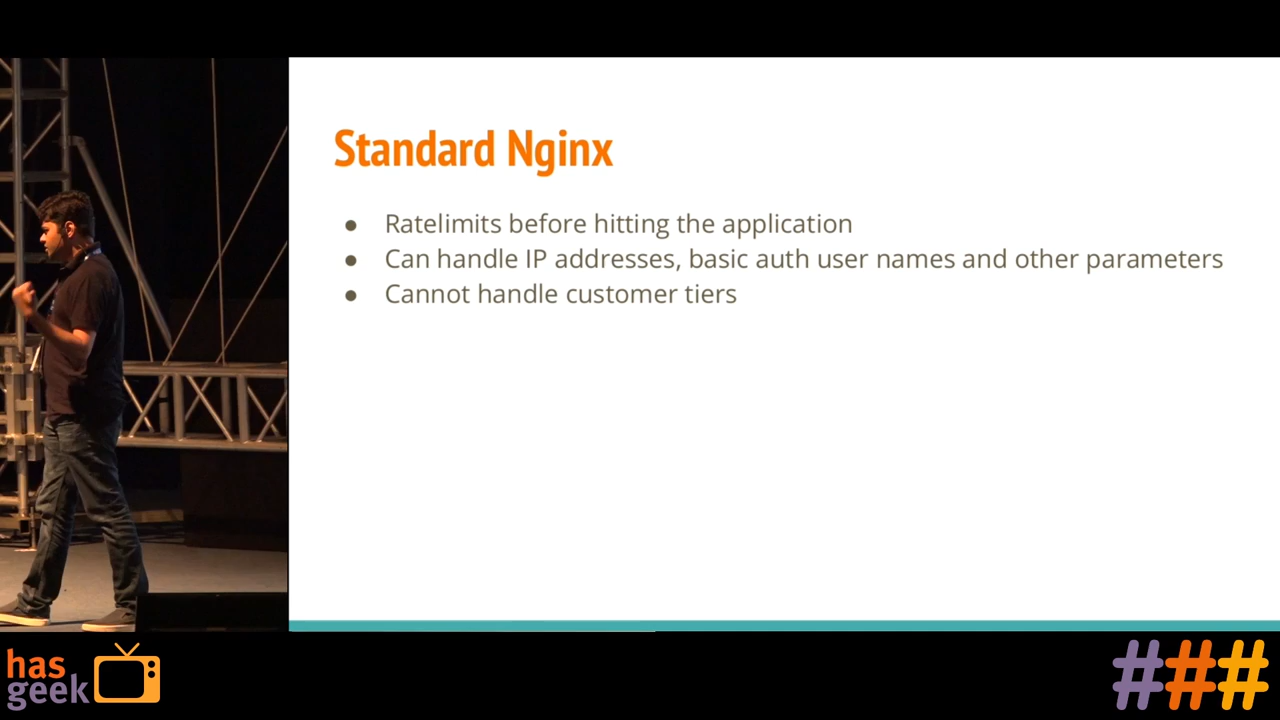 Standard Nginx
● Ratelimits before hitting the application
● Can handle IP addresses, basic auth user names and other parameters
● Cannot handle customer tiers
has
geek
###